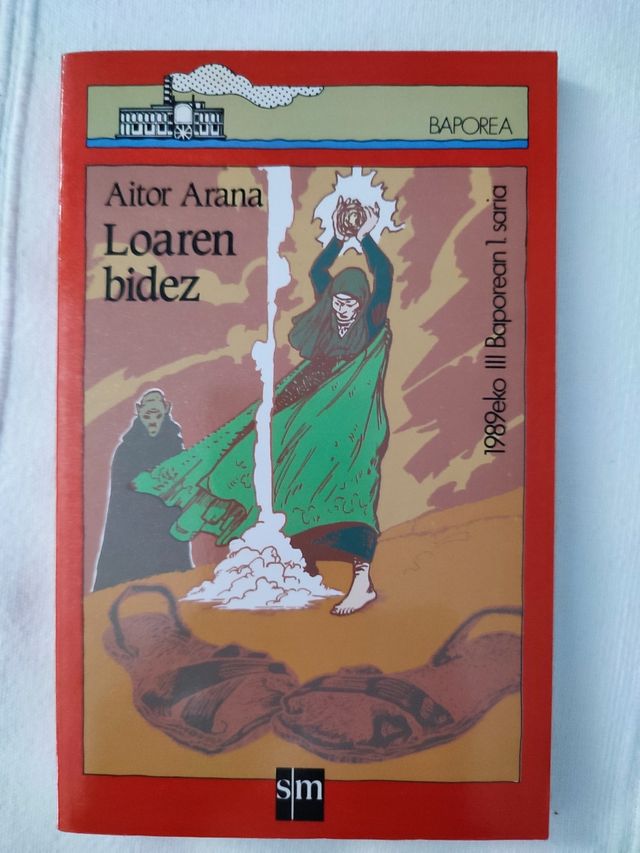 BAPOREA
Aitor Arana
Loaren
bidez
1989eko III Baporean 1. saria
sm